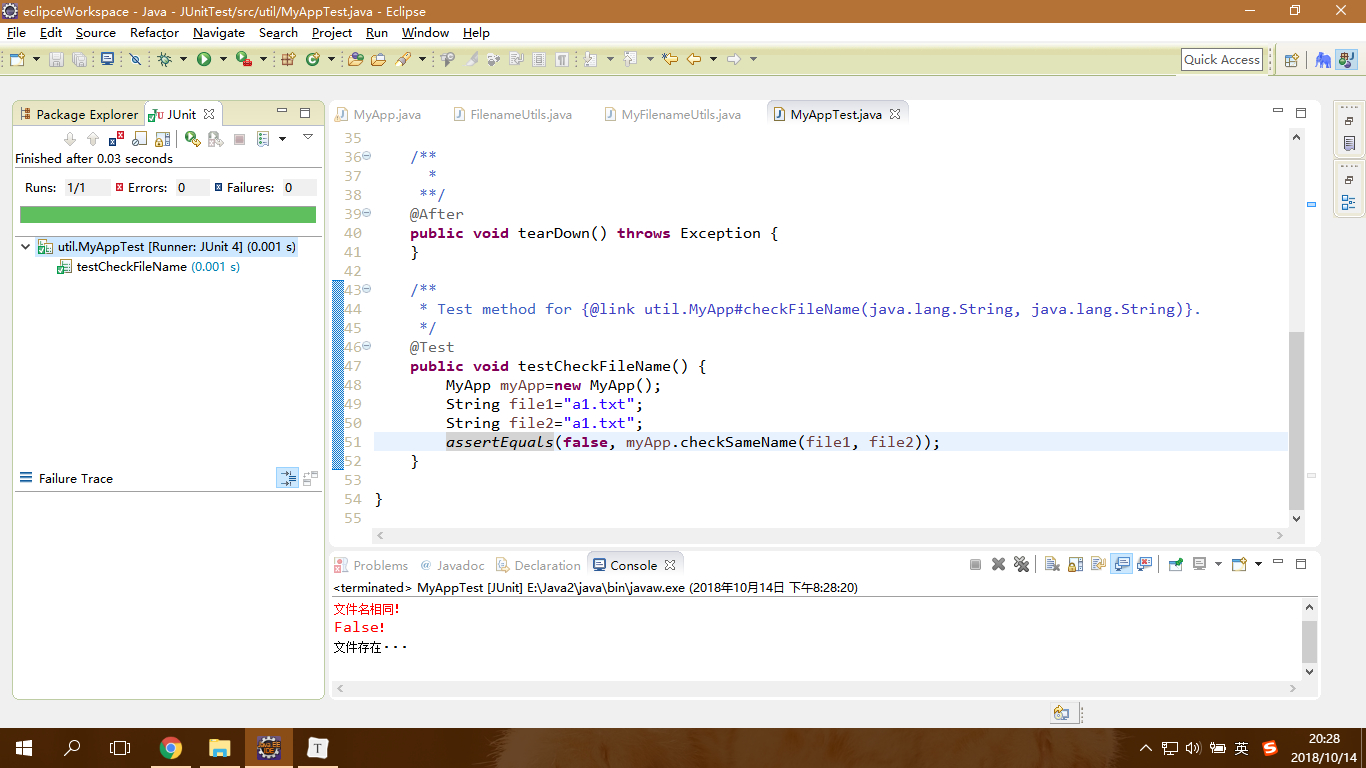 eclipceWorkspace - Java - JUnitTest/src/util/MyAppTest.java - Eclipse
File Edit Source Refactor Navigate Search Project Run Window Help
Quick Access
Package Explorer JUnit
Finished after 0.03 seconds
Runs: 1/1 Errors: 0 Failures: 0
util.MyAppTest [Runner: JUnit 4] (0.001 s)
testCheckFileName (0.001 s)
Failure Trace
MyApp.java FilenameUtils.java MyFilenameUtils.java MyAppTest.java
35
36 /**
37 *
38 **/
39 @After
40 public void tearDown() throws Exception {
41 }
42
43 /**
44 * Test method for {@link util.MyApp#checkFileName(java.lang.String, java.lang.String)}.
45 */
46 @Test
47 public void testCheckFileName() {
48 MyApp myApp=new MyApp();
49 String file1="a1.txt";
50 String file2="a1.txt";
51 assertEquals(false, myApp.checkSameName(file1, file2));
52 }
53
54 }
55
Problems @ Javadoc Declaration Console
<terminated> MyAppTest [JUnit] E:\Java2\java\bin\javaw.exe (2018年10月14日 下午8:28:20)
文件名相同!
False!
文件存在···
T
英
20:28
2018/10/14